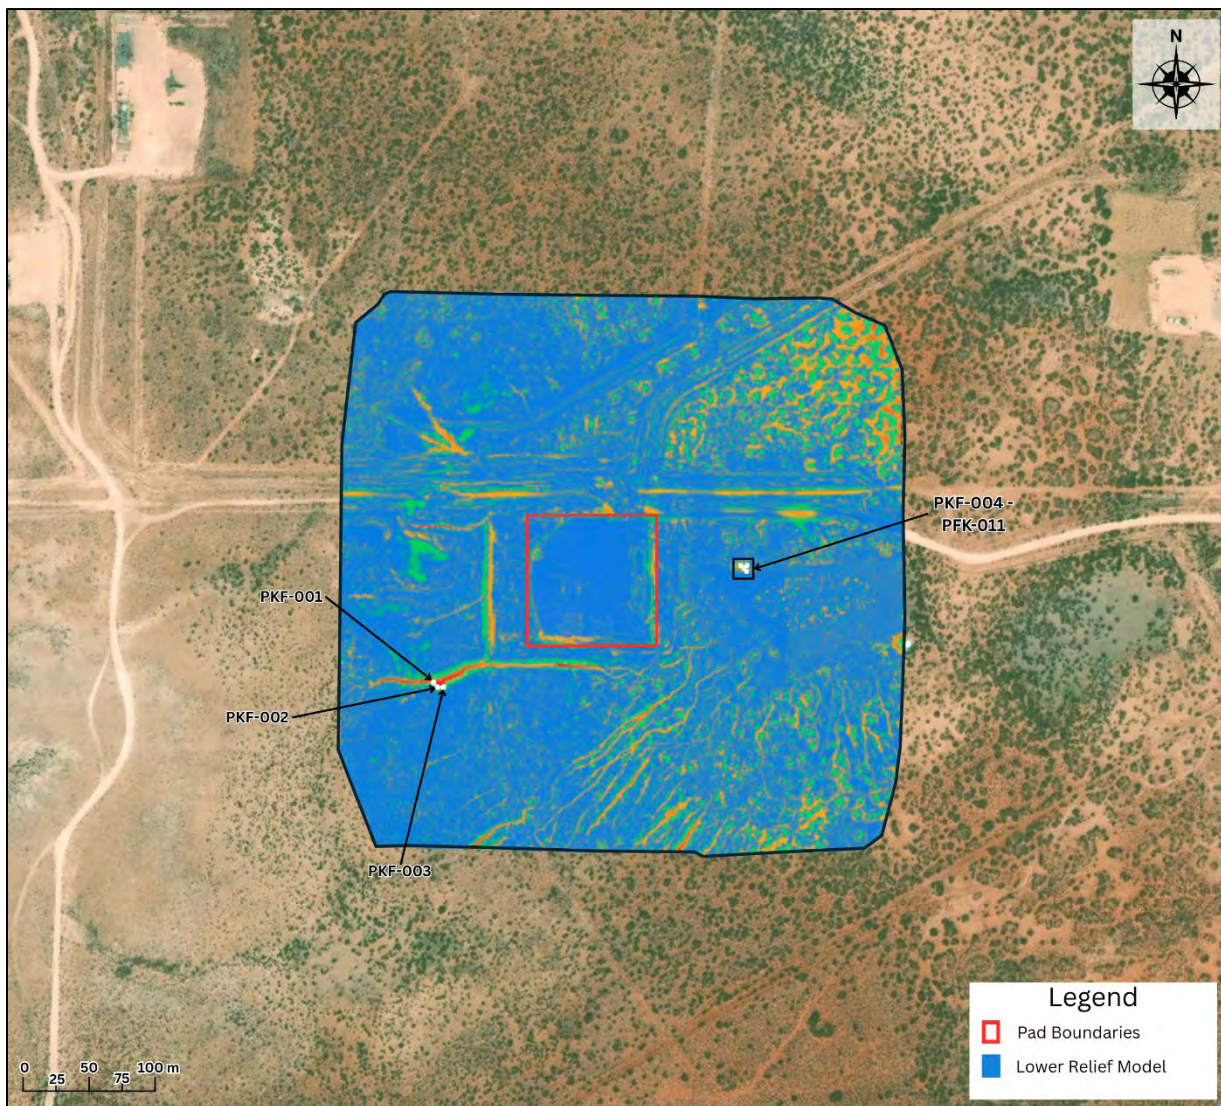 N
PKF-004 -
PFK-011
PKF-001
PKF-002
PKF-003
Legend
Pad Boundaries
Lower Relief Model
0 50 100 m
25 75